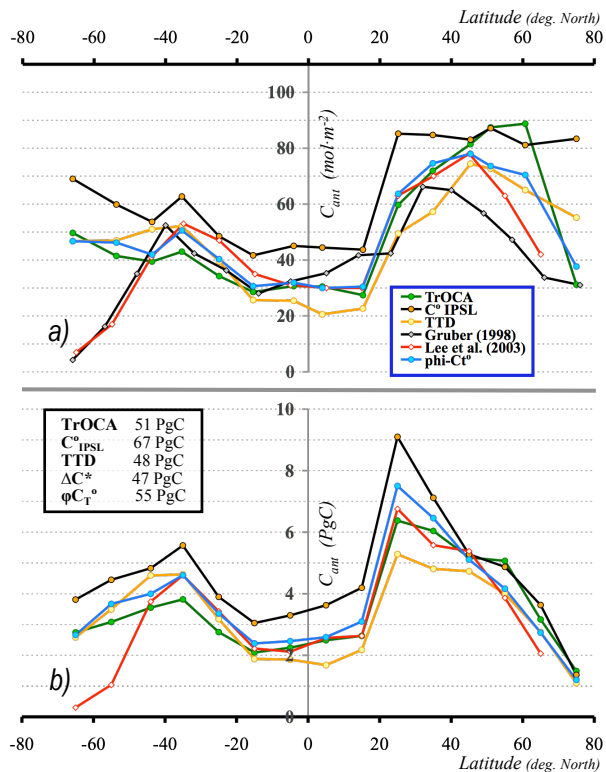 Latitude (deg. North)
-80 -60 -40 -20 0 20 40 60 80
100
80
60
40
20
0
C_ant (mol·m⁻²)
a)
TrOCA
C° IPSL
TTD
Gruber (1998)
Lee et al. (2003)
phi-Ct°
TrOCA 51 PgC
C°_IPSL 67 PgC
TTD 48 PgC
ΔC* 47 PgC
φC_T° 55 PgC
10
8
6
4
2
0
C_ant (PgC)
b)
-80 -60 -40 -20 0 20 40 60 80
Latitude (deg. North)